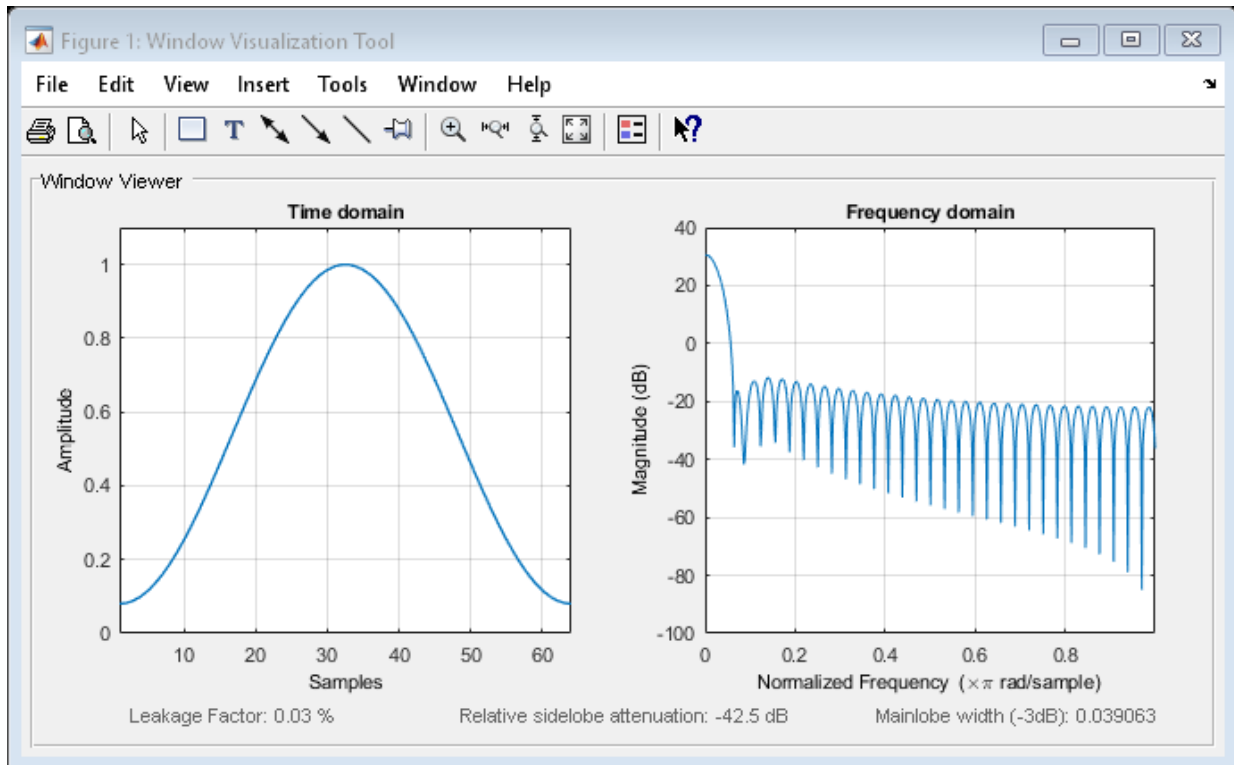 Figure 1: Window Visualization Tool
File Edit View Insert Tools Window Help
T
?
Window Viewer
Time domain
Amplitude
1
0.8
0.6
0.4
0.2
0
10 20 30 40 50 60
Samples
Frequency domain
Magnitude (dB)
40
20
0
-20
-40
-60
-80
-100
0 0.2 0.4 0.6 0.8
Normalized Frequency (×π rad/sample)
Leakage Factor: 0.03 % Relative sidelobe attenuation: -42.5 dB Mainlobe width (-3dB): 0.039063